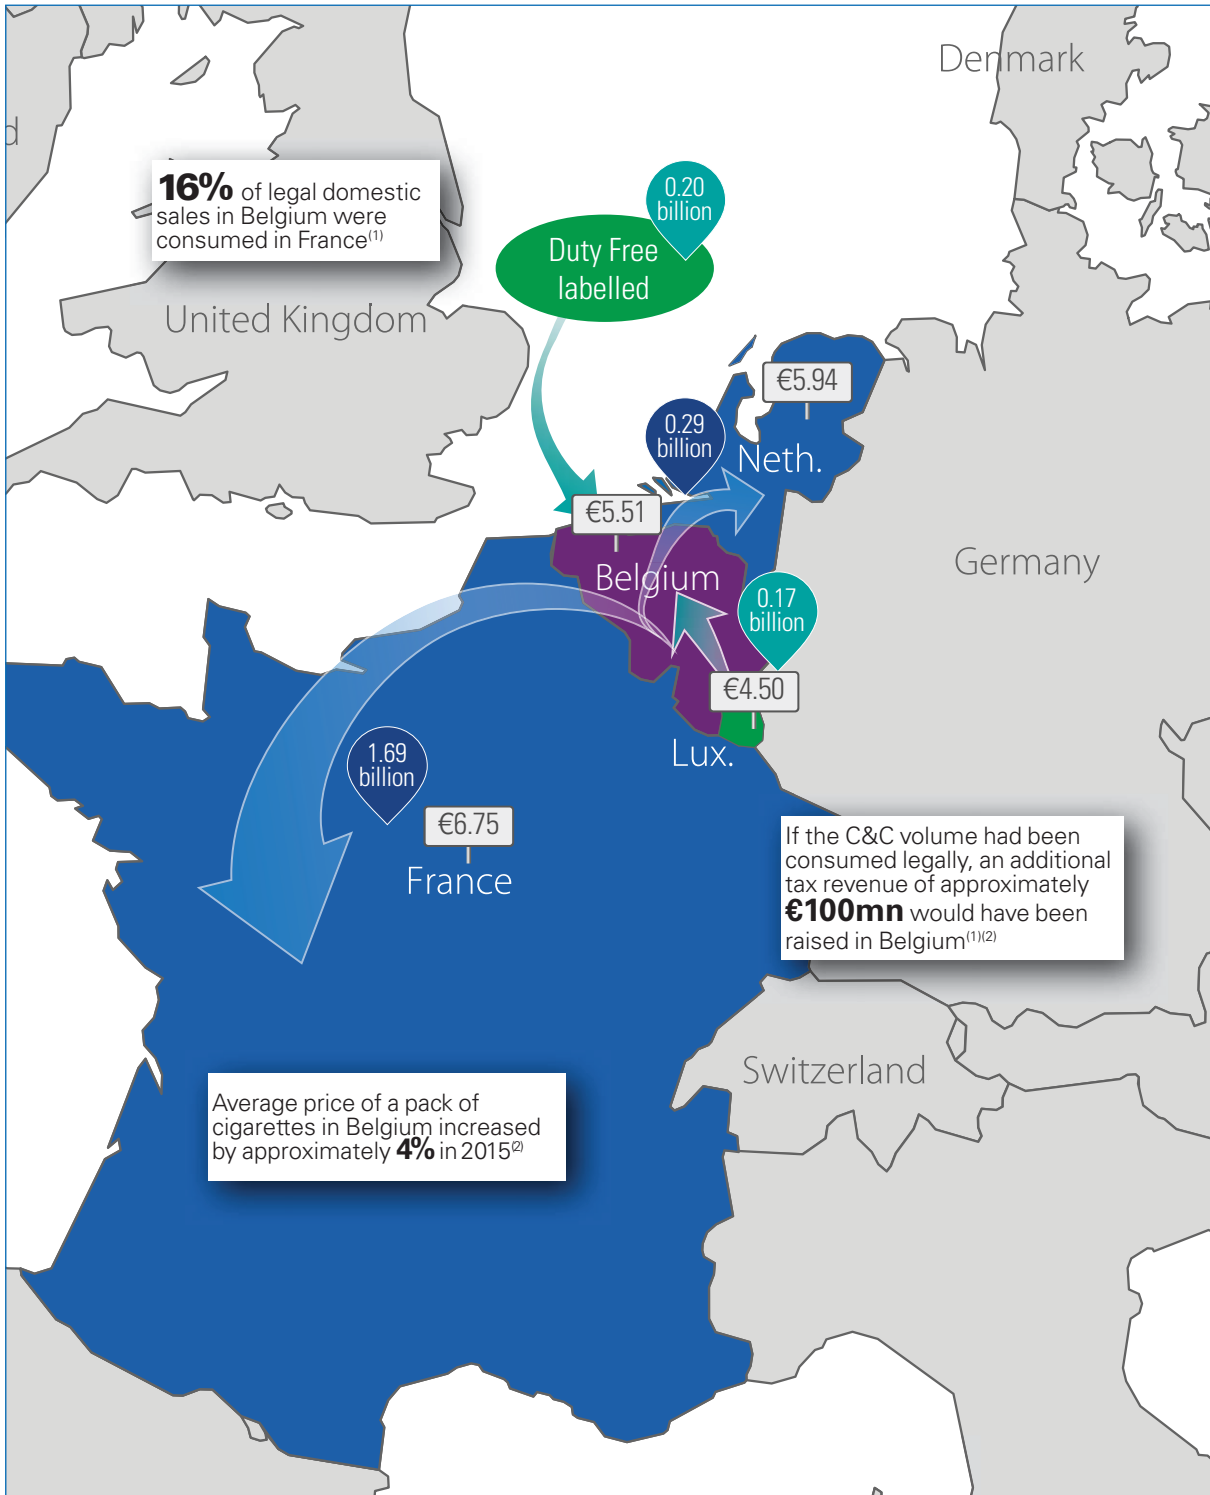 Denmark
d
16% of legal domestic
sales in Belgium were
consumed in France(1)
0.20
billion
Duty Free
labelled
United Kingdom
€5.94
0.29
billion
Neth.
€5.51
Germany
Belgium
0.17
billion
€4.50
Lux.
1.69
billion
€6.75
France
If the C&C volume had been
consumed legally, an additional
tax revenue of approximately
€100mn would have been
raised in Belgium(1)(2)
Switzerland
Average price of a pack of
cigarettes in Belgium increased
by approximately 4% in 2015(2)